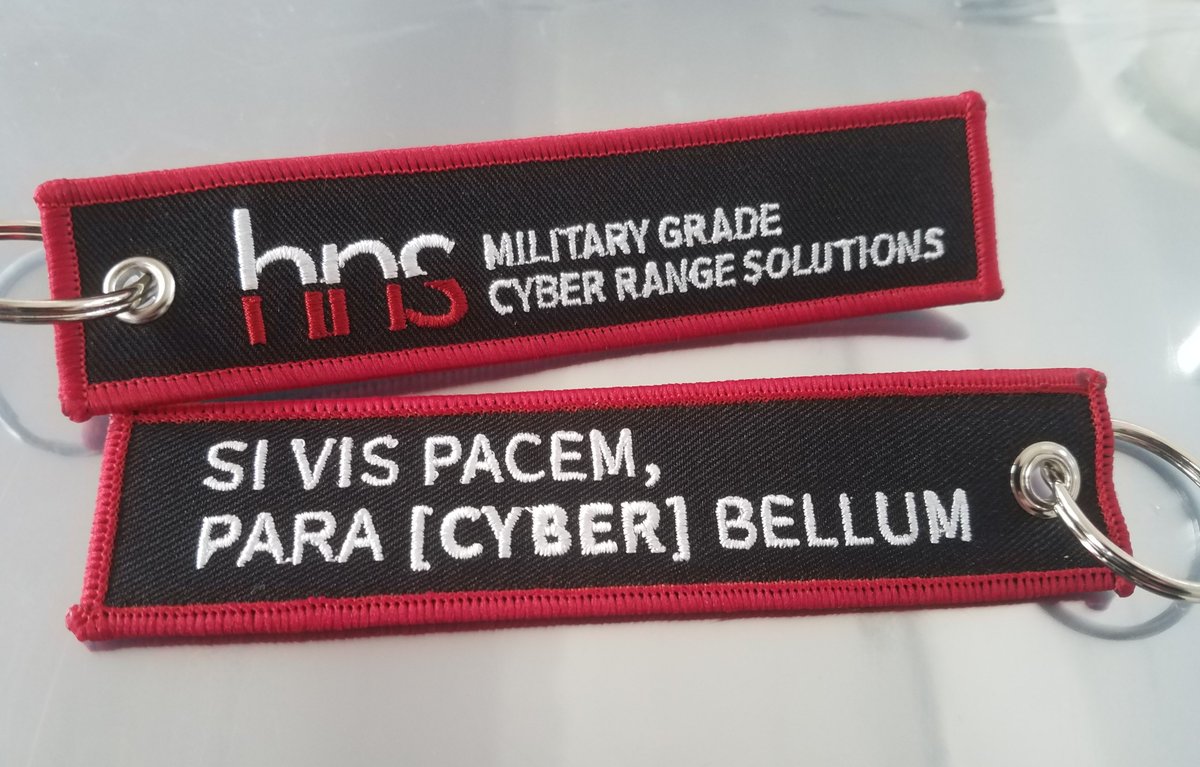 hns
MILITARY GRADE
CYBER RANGE SOLUTIONS
SI VIS PACEM,
PARA [CYBER] BELLUM